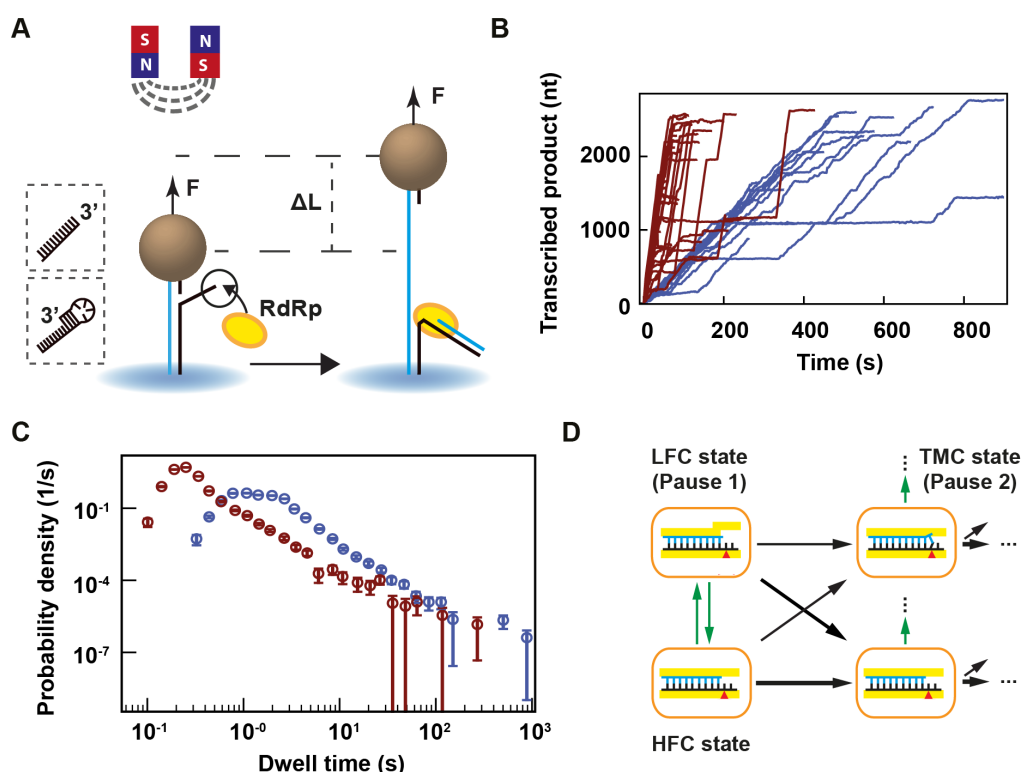 A
S
N
N
S
F
F
ΔL
3'
3'
RdRp
B
Transcribed product (nt)
2000
1000
0
0
200
400
600
800
Time (s)
C
Probability density (1/s)
10-1
10-4
10-7
10-1
10-0
101
102
103
Dwell time (s)
D
LFC state
(Pause 1)
TMC state
(Pause 2)
...
...
...
...
HFC state